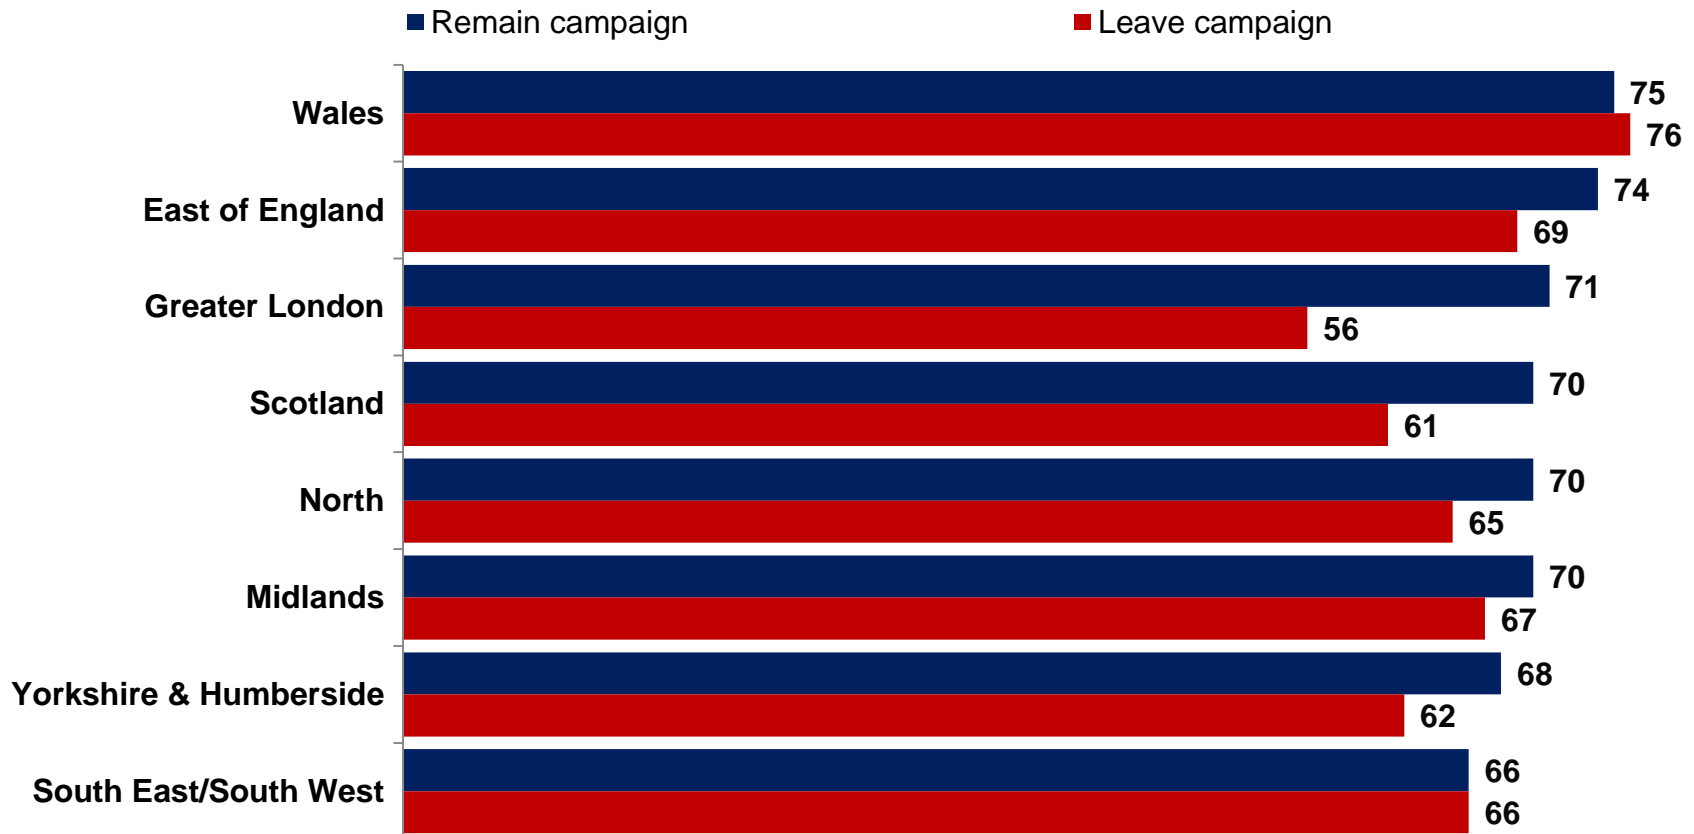 Remain campaign Leave campaign
Wales 75
76
East of England 74
69
Greater London 71
56
Scotland 70
61
North 70
65
Midlands 70
67
Yorkshire & Humberside 68
62
South East/South West 66
66